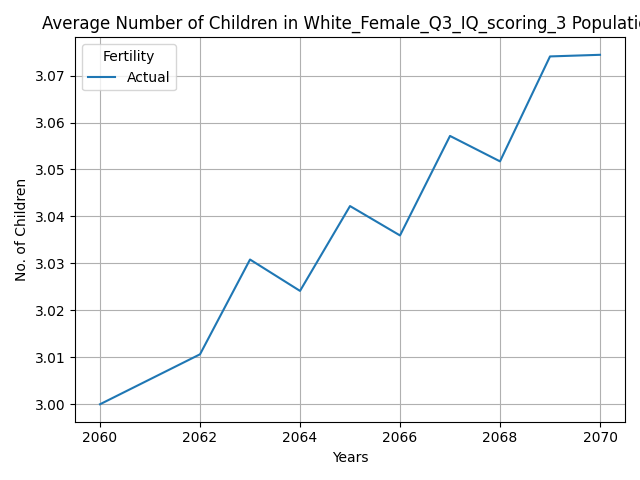 Average Number of Children in White_Female_Q3_IQ_scoring_3 Populati
Fertility
Actual
3.07
3.06
3.05
3.04
3.03
3.02
3.01
3.00
No. of Children
2060 2062 2064 2066 2068 2070
Years